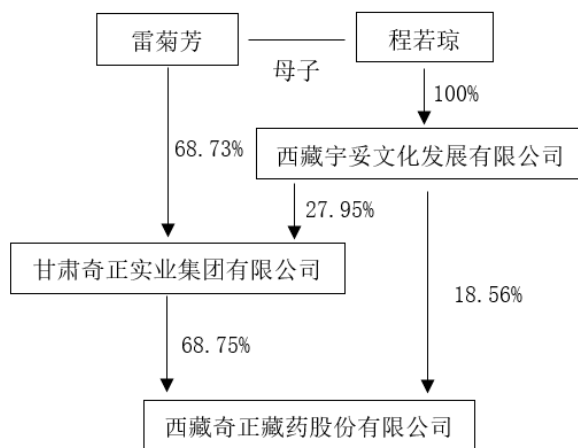 雷菊芳
程若琼
母子
100%
68.73%
西藏宇妥文化发展有限公司
27.95%
甘肃奇正实业集团有限公司
18.56%
68.75%
西藏奇正藏药股份有限公司